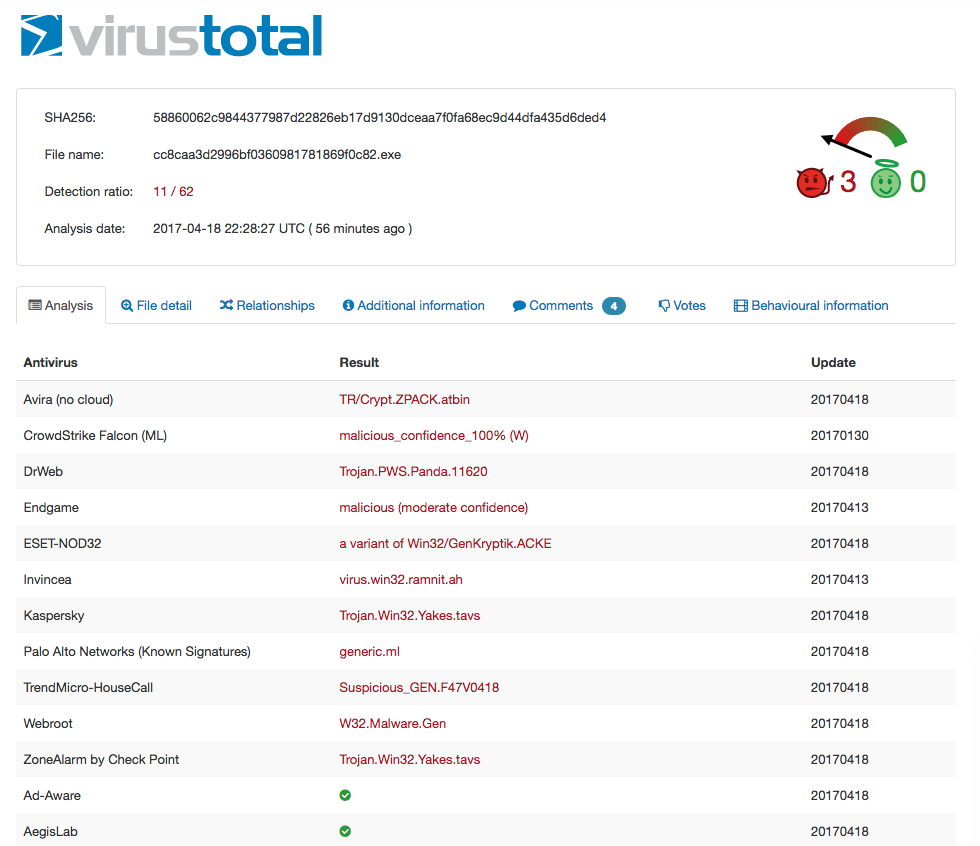 virustotal
SHA256: 58860062c9844377987d22826eb17d9130dceaa7f0fa68ec9d44dfa435d6ded4
File name: cc8caa3d2996bf0360981781869f0c82.exe
Detection ratio: 11 / 62
3 0
Analysis date: 2017-04-18 22:28:27 UTC ( 56 minutes ago )
Analysis File detail Relationships Additional information Comments 4 Votes Behavioural information
Antivirus Result Update
Avira (no cloud) TR/Crypt.ZPACK.atbin 20170418
CrowdStrike Falcon (ML) malicious_confidence_100% (W) 20170130
DrWeb Trojan.PWS.Panda.11620 20170418
Endgame malicious (moderate confidence) 20170413
ESET-NOD32 a variant of Win32/GenKryptik.ACKE 20170418
Invincea virus.win32.ramnit.ah 20170413
Kaspersky Trojan.Win32.Yakes.tavs 20170418
Palo Alto Networks (Known Signatures) generic.ml 20170418
TrendMicro-HouseCall Suspicious_GEN.F47V0418 20170418
Webroot W32.Malware.Gen 20170418
ZoneAlarm by Check Point Trojan.Win32.Yakes.tavs 20170418
Ad-Aware 20170418
AegisLab 20170418